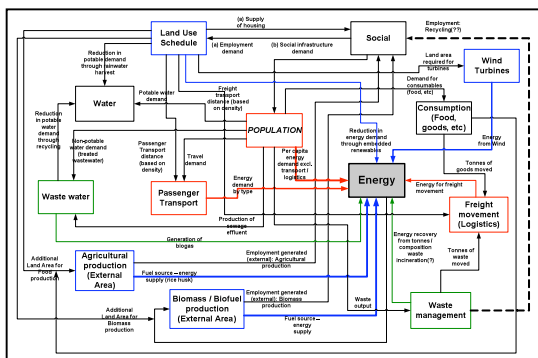 (a) Supply
of housing
Employment:
Recycling(??)
Land Use
Schedule
(a) Employment demand
(b) Social infrastructure
demand
Social
Land area
required for
turbines
Wind
Turbines
Reduction in
potable demand
through rainwater
harvest
Freight
transport
distance (based
on density)
Demand for
consumables
(food, etc)
Water
Potable water
demand
Reduction in
potable water
demand
through
recycling
Non-potable
water demand
(treated
wastewater)
Passenger
Transport
distance
(based on
density)
Travel
demand
POPULATION
Reduction in
energy demand
through embedded
renewables
Consumption
(Food,
goods, etc)
Energy
from Wind
Per capita
energy
demand excl.
transport /
logistics
Tonnes
of goods moved
Waste water
Passenger
Transport
Energy
demand
by type
Energy
Energy for freight
movement
Freight
movement
(Logistics)
Production of
sewage
effluent
Generation of
biogas
Energy recovery
from tonnes /
composition
waste
incineration(?)
Tonnes of
waste
moved
Additional
Land Area for
Food
production
Agricultural
production
(External
Area)
Employment generated
(external): Agricultural
production
Fuel source – energy
supply (rice husk)
Additional
Land Area for
Biomass
production
Biomass / Biofuel
production
(External Area)
Employment generated
(external): Biomass
production
Fuel source –
energy
supply
Waste
output
Waste
management